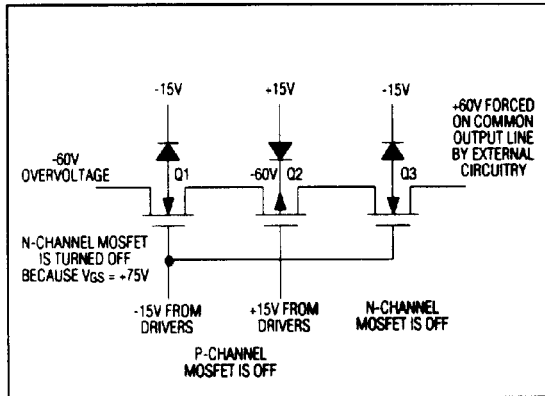 -15V
+15V
-15V
+60V FORCED
ON COMMON
OUTPUT LINE
BY EXTERNAL
CIRCUITRY
-60V
OVERVOLTAGE
Q1
-60V
Q2
Q3
N-CHANNEL MOSFET
IS TURNED OFF
BECAUSE VGS = +75V
-15V FROM
DRIVERS
+15V FROM
DRIVERS
N-CHANNEL
MOSFET IS OFF
P-CHANNEL
MOSFET IS OFF